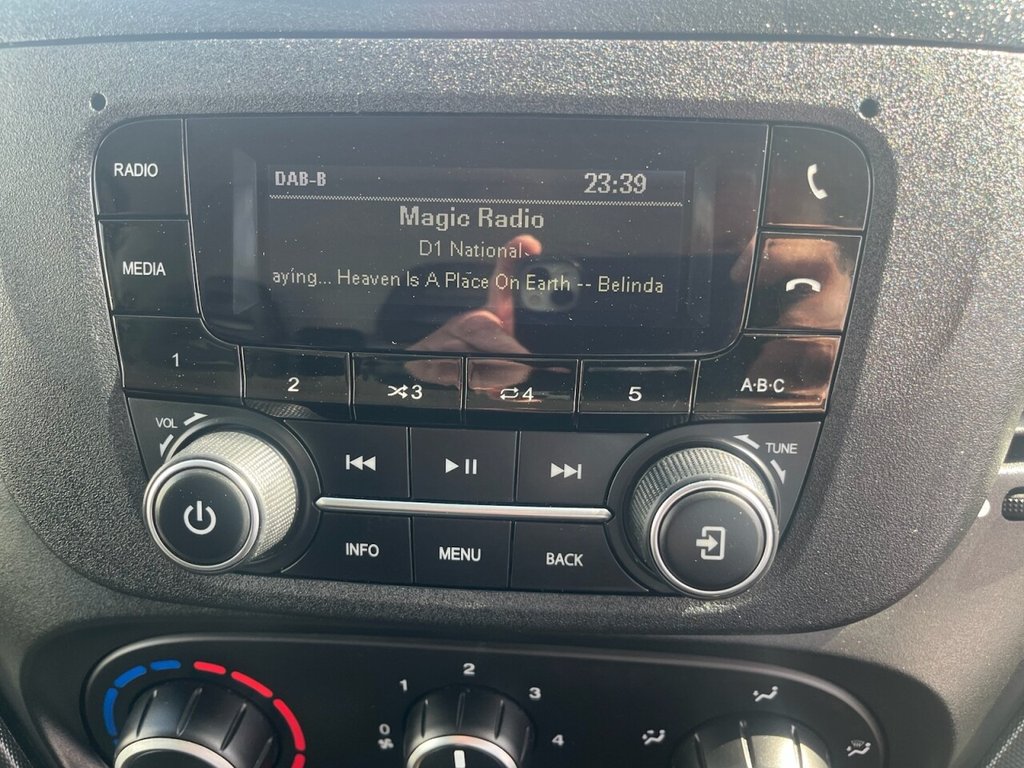 RADIO
DAB-B 23:39
Magic Radio
D1 National
aying... Heaven Is A Place On Earth -- Belinda
MEDIA
1 2 3 4 5 A·B·C
VOL TUNE
INFO MENU BACK
0 1 2 3 4